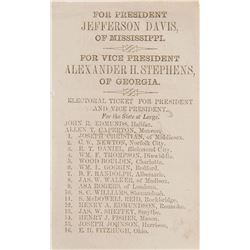 FOR PRESIDENT
JEFFERSON DAVIS,
OF MISSISSIPPI.
FOR VICE PRESIDENT
ALEXANDER H. STEPHENS,
OF GEORGIA.
ELECTORAL TICKET FOR PRESIDENT
AND VICE PRESIDENT.
For the State at Large.
JOHN R. EDMUNDS, Halifax.
ALLEN T. CAPERTON, Monroe.
1. JOSEPH CHRISTIAN, of Middlesex.
2. C. W. NEWTON, Norfolk City.
3. R. T. DANIEL, Richmond City.
4. WM. F. THOMPSON, Dinwiddie.
5. WOOD BOULDIN, Charlotte.
6. WM. L. GOGGIN, Bedford.
7. B. F. RANDOLPH, Albemarle.
8. JAS. W. WALKER, of Madison.
9. ASA ROGERS, of Loudoun.
10. S. C. WILLIAMS, Shenandoah.
11. S. McDOWELL REID, Rockbridge.
12. HENRY A. EDMUNDSON, Roanoke.
13. JAS. W. SHEFFEY, Smythe.
14. HENRY J. FISHER, Mason.
15. JOSEPH JOHNSON, Harrison.
16. E. H. FITZHUGH, Ohio.